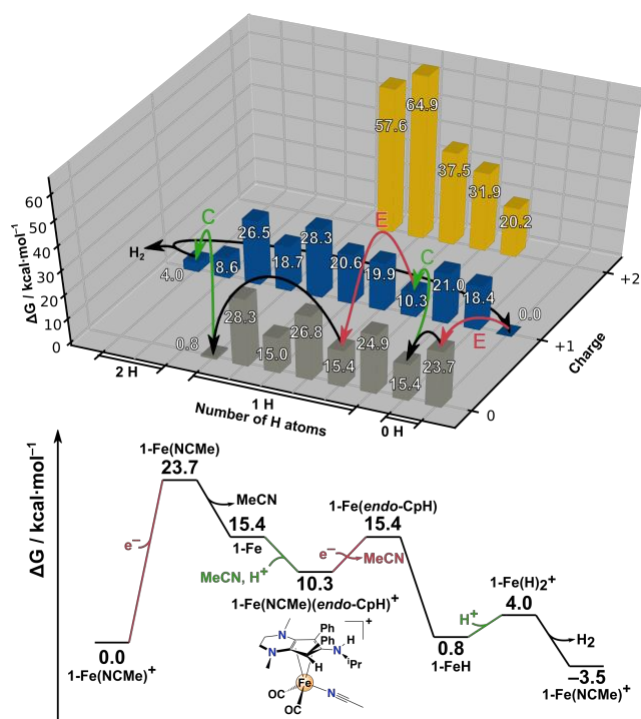 ΔG / kcal·mol⁻¹
60
50
40
30
20
10
0
57.6
64.9
37.5
31.9
20.2
C
E
C
E
H₂
4.0
8.6
26.5
18.7
28.3
20.6
19.9
10.3
21.0
18.4
0.0
0.8
28.3
15.0
26.8
15.4
24.9
15.4
23.7
+2
+1
0
Charge
2 H
1 H
0 H
Number of H atoms
ΔG / kcal·mol⁻¹
1-Fe(NCMe)
23.7
MeCN
e⁻
15.4
1-Fe
MeCN, H⁺
10.3
1-Fe(NCMe)(endo-CpH)⁺
1-Fe(endo-CpH)
15.4
e⁻
MeCN
0.0
1-Fe(NCMe)⁺
0.8
1-FeH
H⁺
1-Fe(H)₂⁺
4.0
H₂
–3.5
1-Fe(NCMe)⁺
N
N
Ph
Ph
H
N
iPr
H
Fe
OC
OC
N
+